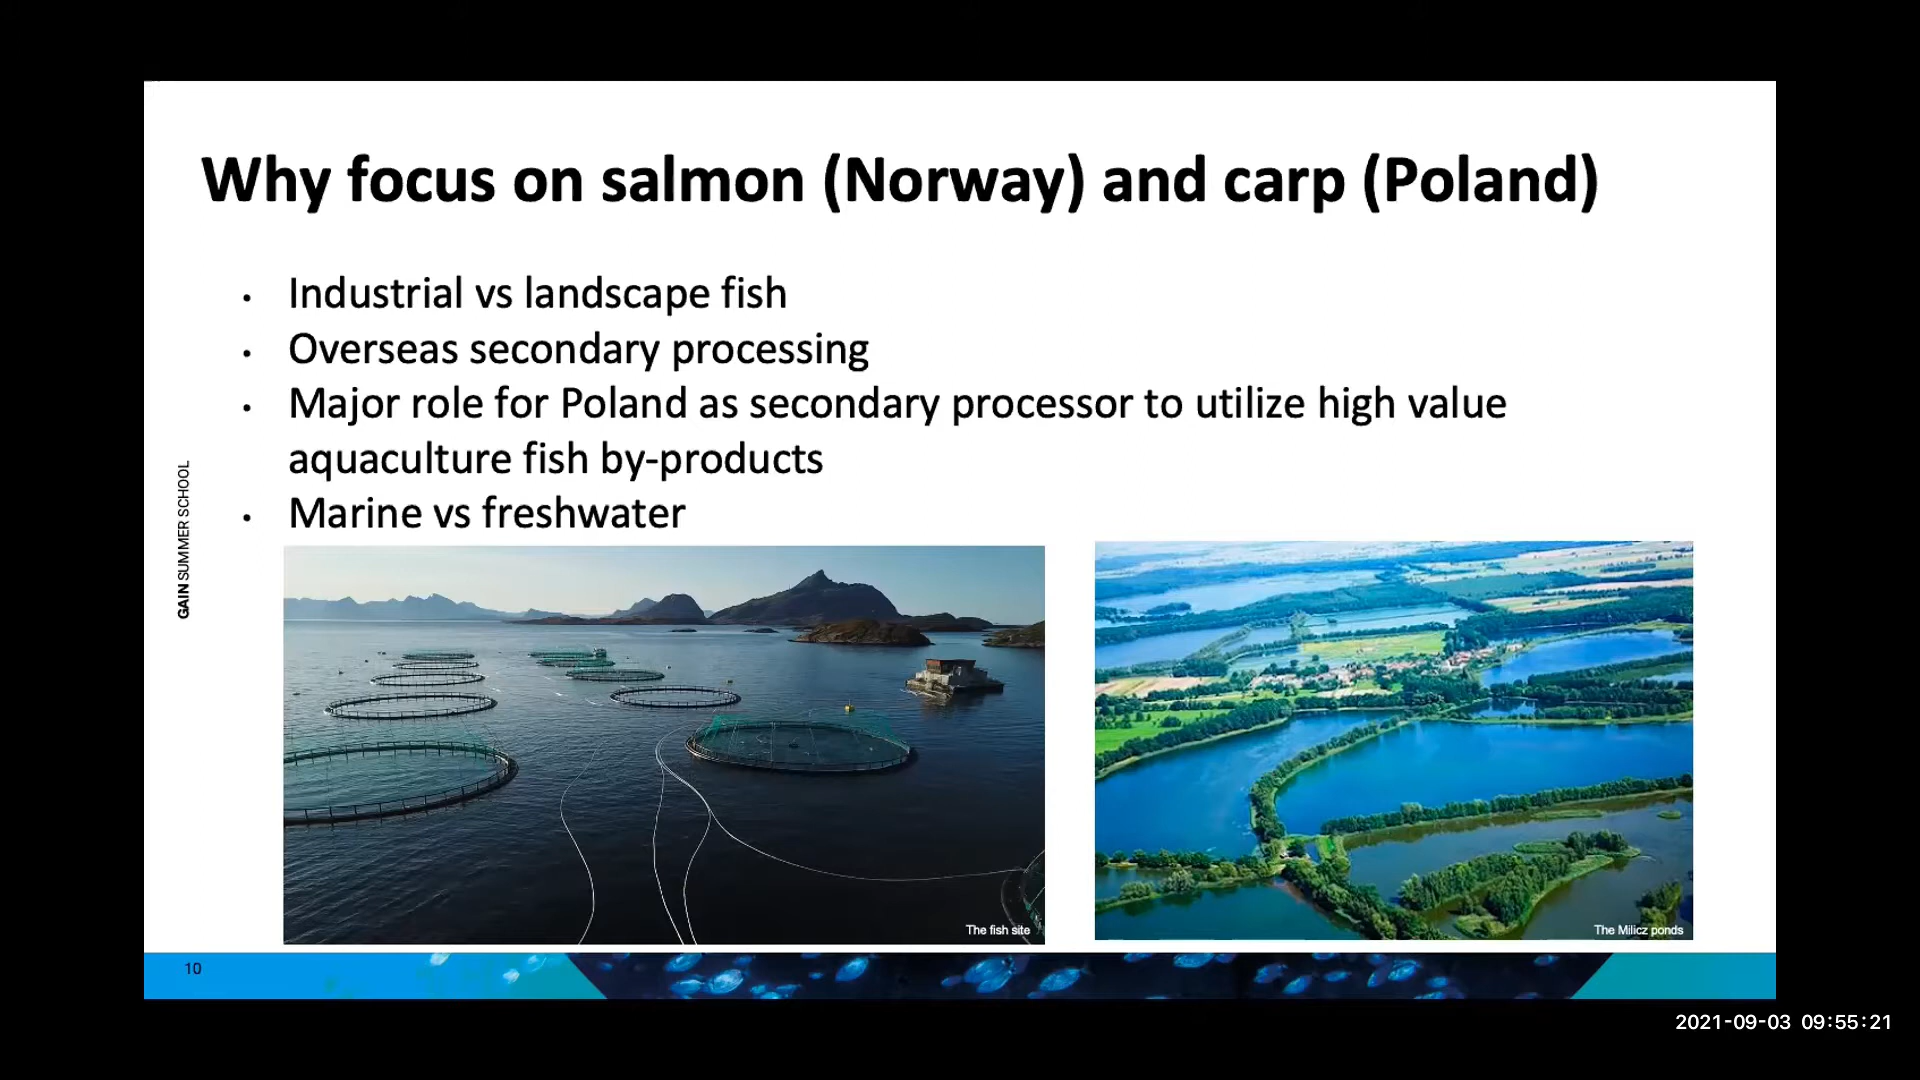 Why focus on salmon (Norway) and carp (Poland)
• Industrial vs landscape fish
• Overseas secondary processing
• Major role for Poland as secondary processor to utilize high value
aquaculture fish by-products
• Marine vs freshwater
GAIN SUMMER SCHOOL
The fish site
The Milicz ponds
10
2021-09-03 09:55:21